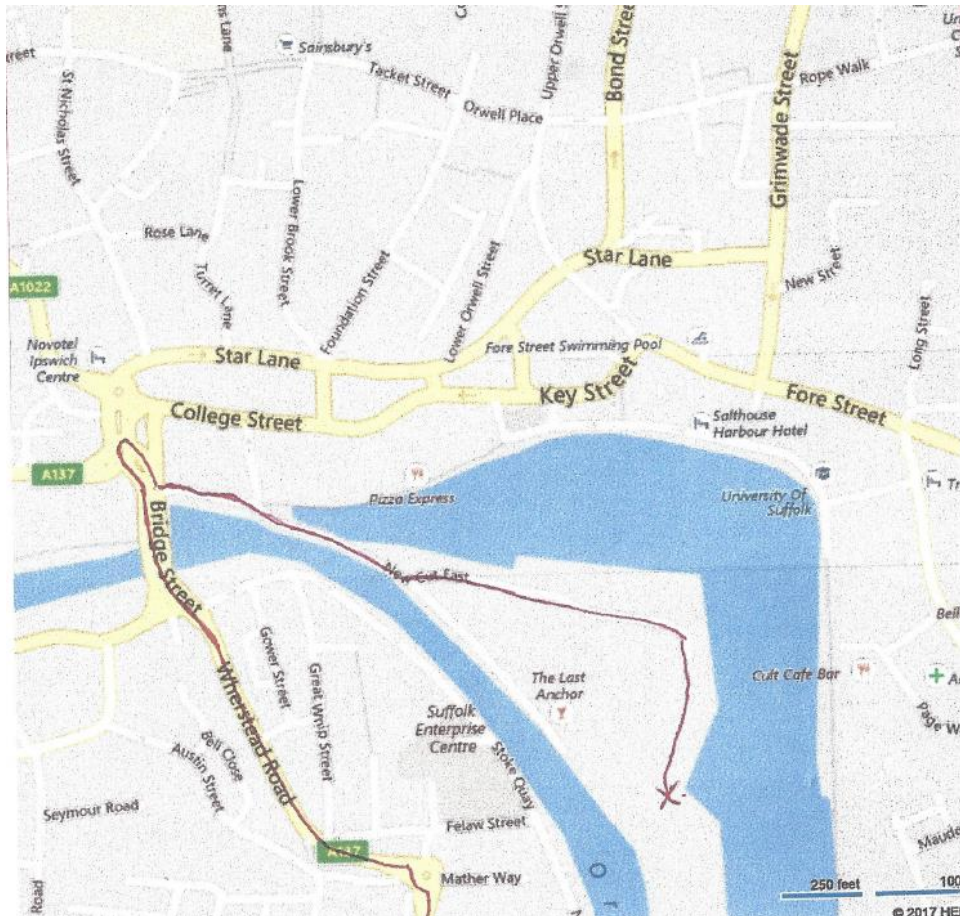 Sainsbury's
Tacket Street
Orwell Place
Upper Orwell Street
Bond Street
Grimwade Street
Rope Walk
St Nicholas Street
Rose Lane
Turret Lane
Lower Brook Street
Foundation Street
Lower Orwell Street
Star Lane
New Street
Long Street
A1022
Novotel
Ipswich
Centre
Star Lane
Fore Street Swimming Pool
College Street
Key Street
Fore Street
Salthouse
Harbour Hotel
A137
Pizza Express
University Of
Suffolk
Bridge Street
New Cut East
Gower Street
Great Whip Street
The Last
Anchor
Cult Cafe Bar
Wherstead Road
Suffolk
Enterprise
Centre
Stoke Quay
Bell Close
Austin Street
Seymour Road
Felaw Street
A137
Mather Way
Road
250 feet
100
© 2017 HE